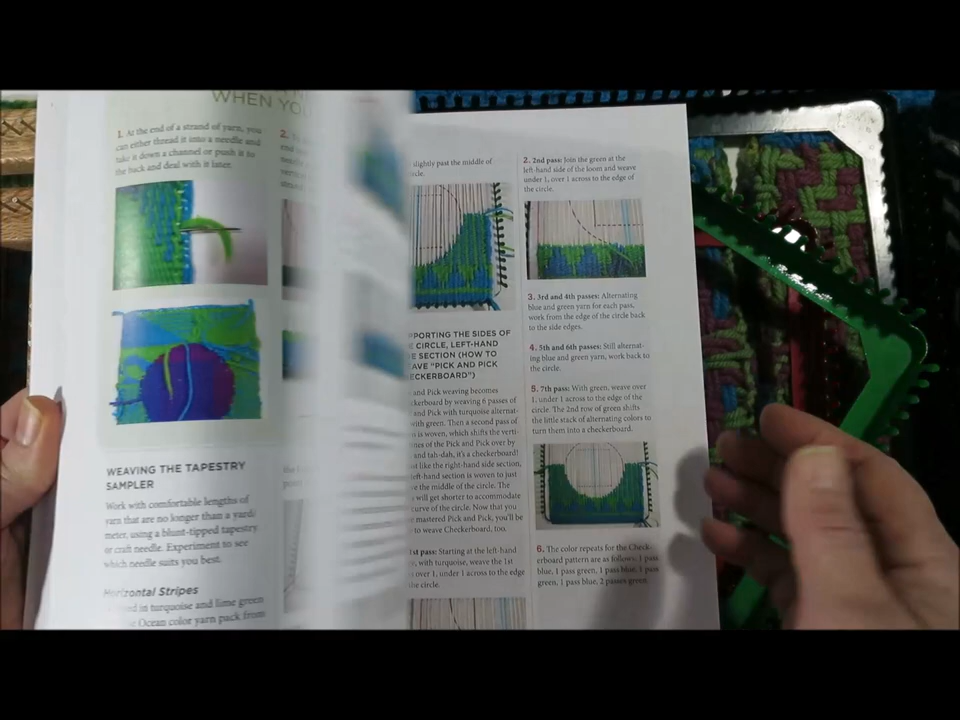 WHEN YO
1. At the end of a strand of yarn, you
can either thread it into a needle and
take it down a channel or push it to
the back and deal with it later.
2.
WEAVING THE TAPESTRY
SAMPLER
Work with comfortable lengths of
yarn that are no longer than a yard/
meter, using a blunt-tipped tapestry
or craft needle. Experiment to see
which needle suits you best.
Horizontal Stripes
ed in turquoise and lime green
Ocean color yarn pack from
slightly past the middle of
cle.
PPORTING THE SIDES OF
E CIRCLE, LEFT-HAND
E SECTION (HOW TO
AVE "PICK AND PICK
ECKERBOARD")
and Pick weaving becomes
kerboard by weaving 6 passes of
and Pick with turquoise alternat-
with green. Then a second pass of
n is woven, which shifts the verti-
nes of the Pick and Pick over by
and tah-dah, it's a checkerboard!
t like the right-hand side section,
left-hand section is woven to just
ve the middle of the circle. The
will get shorter to accommodate
curve of the circle. Now that you
mastered Pick and Pick, you'll be
to weave Checkerboard, too.
1st pass: Starting at the left-hand
, with turquoise, weave the 1st
over 1, under 1 across to the edge
he circle.
2. 2nd pass: Join the green at the
left-hand side of the loom and weave
under 1, over 1 across to the edge of
the circle.
3. 3rd and 4th passes: Alternating
blue and green yarn for each pass,
work from the edge of the circle back
to the side edges.
4. 5th and 6th passes: Still alternat-
ing blue and green yarn, work back to
the circle.
5. 7th pass: With green, weave over
1, under 1 across to the edge of the
circle. The 2nd row of green shifts
the little stack of alternating colors to
turn them into a checkerboard.
6. The color repeats for the Check-
erboard pattern are as follows: 1 pass
blue, 1 pass green, 1 pass blue, 1 pass
green, 1 pass blue, 2 passes green.